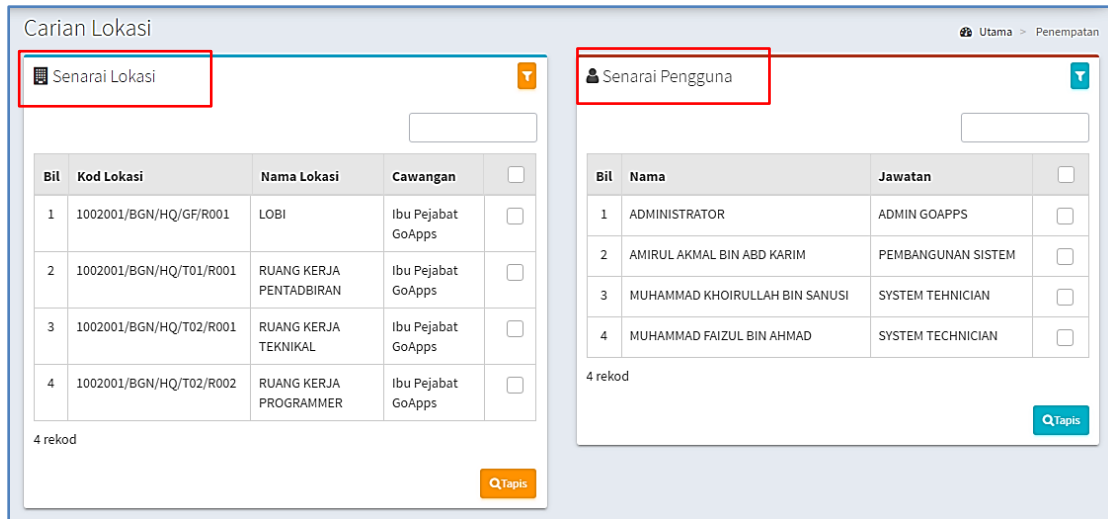 Carian Lokasi
Utama > Penempatan
Senarai Lokasi
Bil Kod Lokasi Nama Lokasi Cawangan
1 1002001/BGN/HQ/GF/R001 LOBI Ibu Pejabat
GoApps
2 1002001/BGN/HQ/T01/R001 RUANG KERJA Ibu Pejabat
PENTADBIRAN GoApps
3 1002001/BGN/HQ/T02/R001 RUANG KERJA Ibu Pejabat
TEKNIKAL GoApps
4 1002001/BGN/HQ/T02/R002 RUANG KERJA Ibu Pejabat
PROGRAMMER GoApps
4 rekod
Tapis
Senarai Pengguna
Bil Nama Jawatan
1 ADMINISTRATOR ADMIN GOAPPS
2 AMIRUL AKMAL BIN ABD KARIM PEMBANGUNAN SISTEM
3 MUHAMMAD KHOIRULLAH BIN SANUSI SYSTEM TEHNICIAN
4 MUHAMMAD FAIZUL BIN AHMAD SYSTEM TECHNICIAN
4 rekod
Tapis